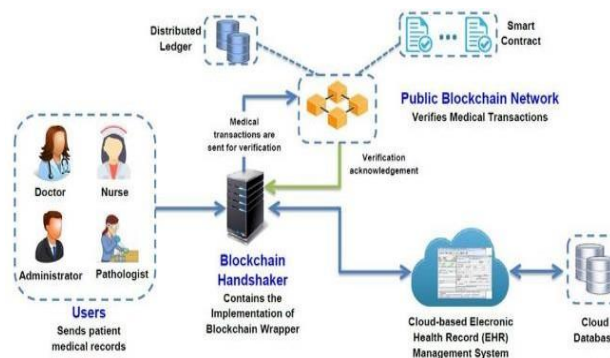 Distributed
Ledger
Smart
Contract
Public Blockchain Network
Verifies Medical Transactions
Medical
transactions are
sent for verification
Verification
acknowledgement
Doctor
Nurse
Administrator
Pathologist
Users
Sends patient
medical records
Blockchain
Handshaker
Contains the
Implementation of
Blockchain Wrapper
Cloud-based Elecronic
Health Record (EHR)
Management System
Cloud
Database